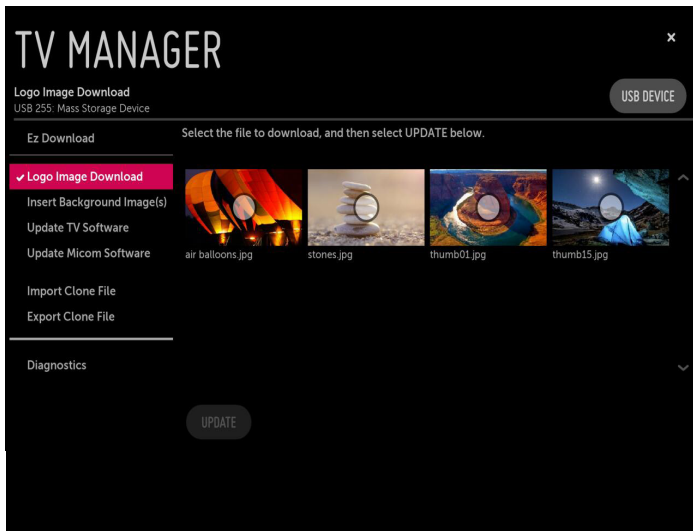 TV MANAGER
Logo Image Download
USB 255: Mass Storage Device
USB DEVICE
Ez Download
Select the file to download, and then select UPDATE below.
Logo Image Download
Insert Background Image(s)
Update TV Software
Update Micom Software
air balloons.jpg
stones.jpg
thumb01.jpg
thumb15.jpg
Import Clone File
Export Clone File
Diagnostics
UPDATE